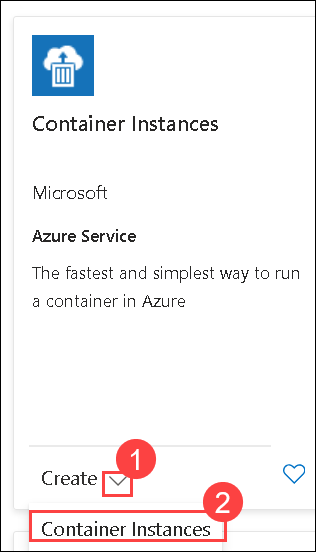 Container Instances
Microsoft
Azure Service
The fastest and simplest way to run
a container in Azure
1
Create
2
Container Instances